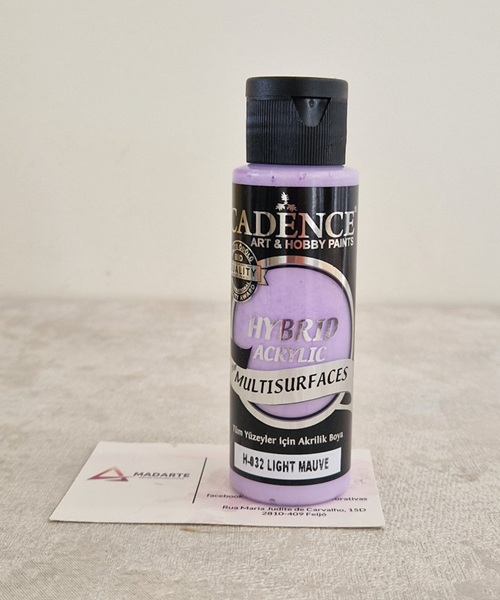 CADENCE
ART & HOBBY PAINTS
HYBRID
ACRYLIC
MULTISURFACES
Tüm Yüzeyler İçin Akrilik Boya
H-032 LIGHT MAUVE
MADARTE
facebook
Rua Maria Judite de Carvalho, 15D
2810-409 Feijó